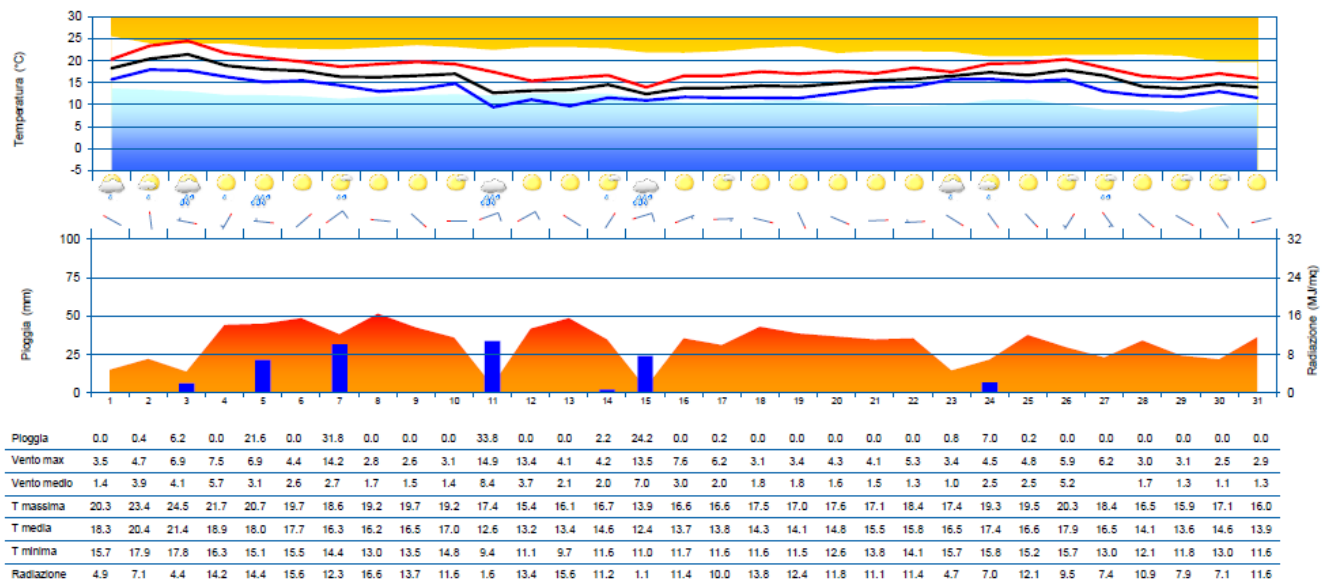 Temperatura (°C)
30
25
20
15
10
5
0
-5
Pioggia (mm)
100
75
50
25
0
Radiazione (MJ/mq)
32
24
16
8
0
1 2 3 4 5 6 7 8 9 10 11 12 13 14 15 16 17 18 19 20 21 22 23 24 25 26 27 28 29 30 31
Pioggia 0.0 0.4 6.2 0.0 21.6 0.0 31.8 0.0 0.0 0.0 33.8 0.0 0.0 2.2 24.2 0.0 0.2 0.0 0.0 0.0 0.0 0.0 0.8 7.0 0.2 0.0 0.0 0.0 0.0 0.0 0.0
Vento max 3.5 4.7 6.9 7.5 6.9 4.4 14.2 2.8 2.6 3.1 14.9 13.4 4.1 4.2 13.5 7.6 6.2 3.1 3.4 4.3 4.1 5.3 3.4 4.5 4.8 5.9 6.2 3.0 3.1 2.5 2.9
Vento medio 1.4 3.9 4.1 5.7 3.1 2.6 2.7 1.7 1.5 1.4 8.4 3.7 2.1 2.0 7.0 3.0 2.0 1.8 1.8 1.6 1.5 1.3 1.0 2.5 2.5 5.2 1.7 1.3 1.1 1.3
T massima 20.3 23.4 24.5 21.7 20.7 19.7 18.6 19.2 19.7 19.2 17.4 15.4 16.1 16.7 13.9 16.6 16.6 17.5 17.0 17.6 17.1 18.4 17.4 19.3 19.5 20.3 18.4 16.5 15.9 17.1 16.0
T media 18.3 20.4 21.4 18.9 18.0 17.7 16.3 16.2 16.5 17.0 12.6 13.2 13.4 14.6 12.4 13.7 13.8 14.3 14.1 14.8 15.5 15.8 16.5 17.4 16.6 17.9 16.5 14.1 13.6 14.6 13.9
T minima 15.7 17.9 17.8 16.3 15.1 15.5 14.4 13.0 13.5 14.8 9.4 11.1 9.7 11.6 11.0 11.7 11.6 11.6 11.5 12.6 13.8 14.1 15.7 15.8 15.2 15.7 13.0 12.1 11.8 13.0 11.6
Radiazione 4.9 7.1 4.4 14.2 14.4 15.6 12.3 16.6 13.7 11.6 1.6 13.4 15.6 11.2 1.1 11.4 10.0 13.8 12.4 11.8 11.1 11.4 4.7 7.0 12.1 9.5 7.4 10.9 7.9 7.1 11.6